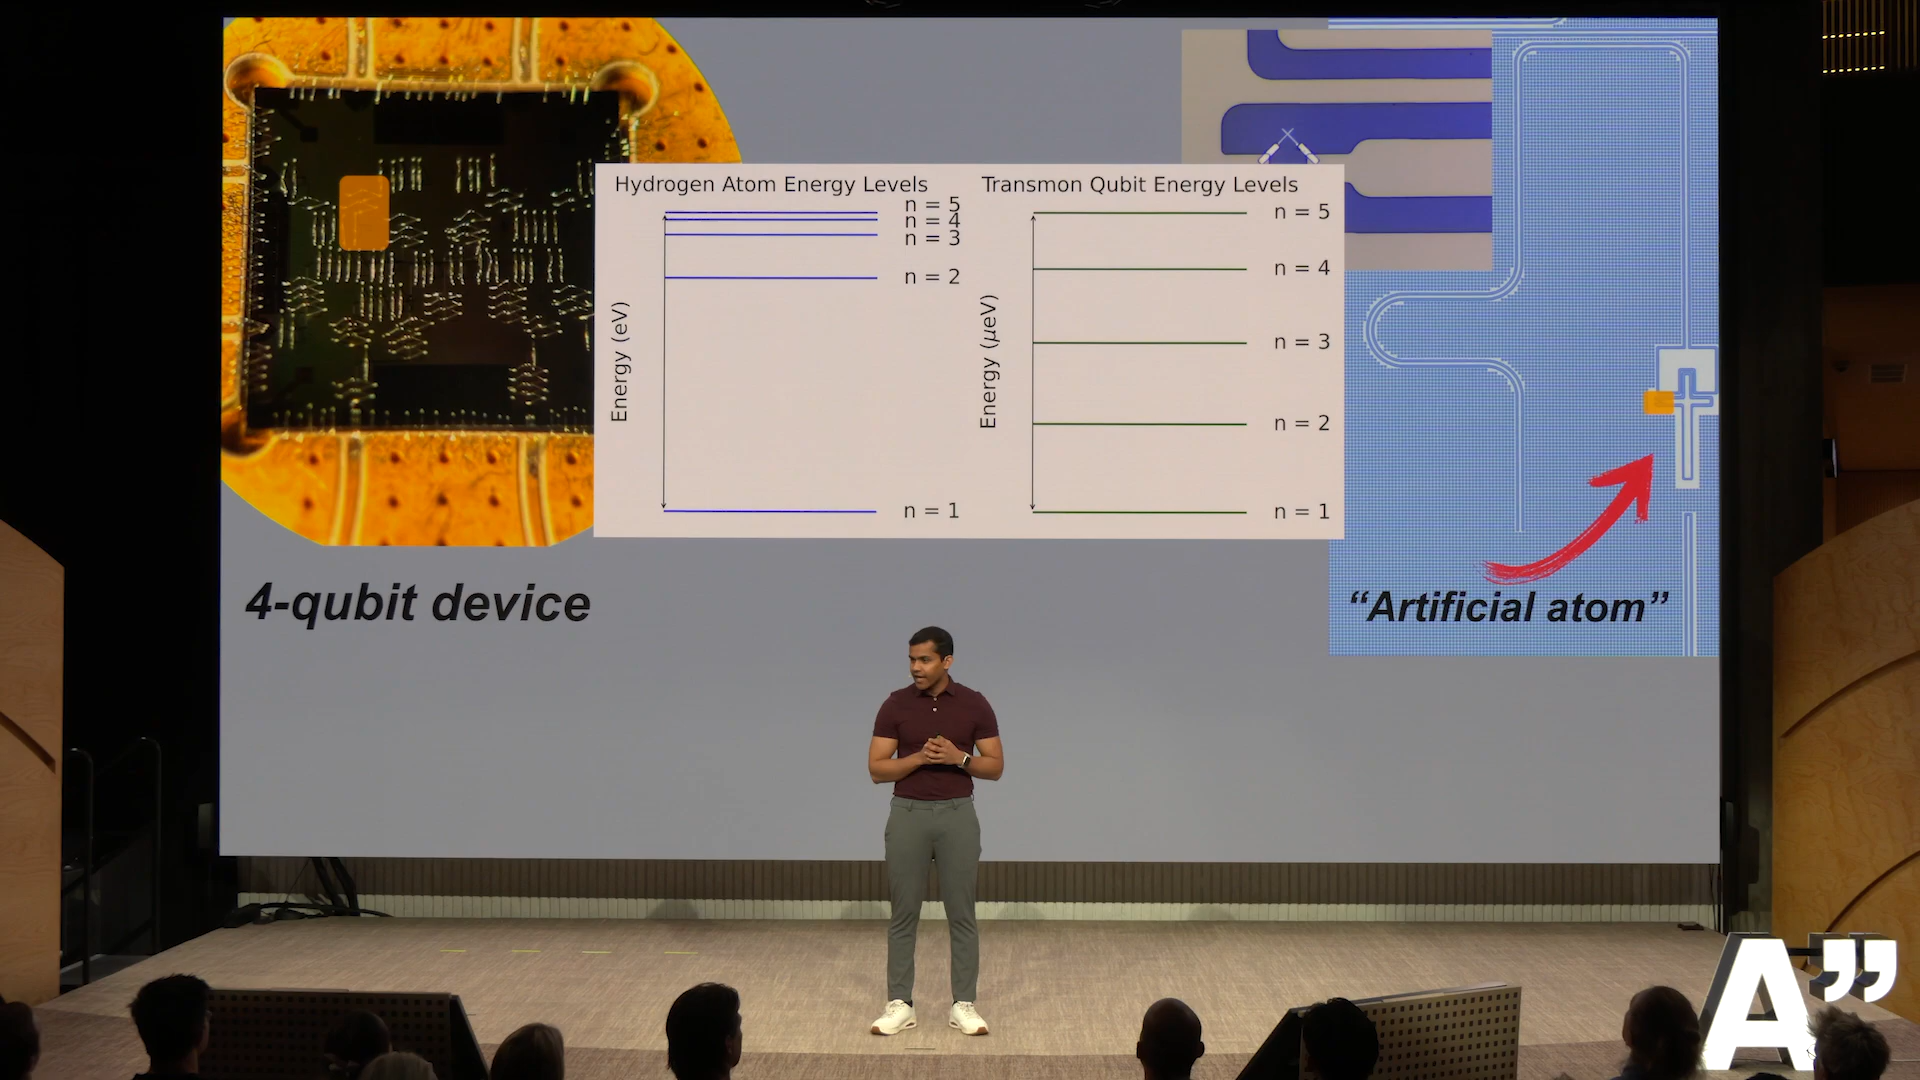 Hydrogen Atom Energy Levels
n = 5
n = 4
n = 3
n = 2
n = 1
Energy (eV)
Transmon Qubit Energy Levels
n = 5
n = 4
n = 3
n = 2
n = 1
Energy (μeV)
4-qubit device
“Artificial atom”
A”